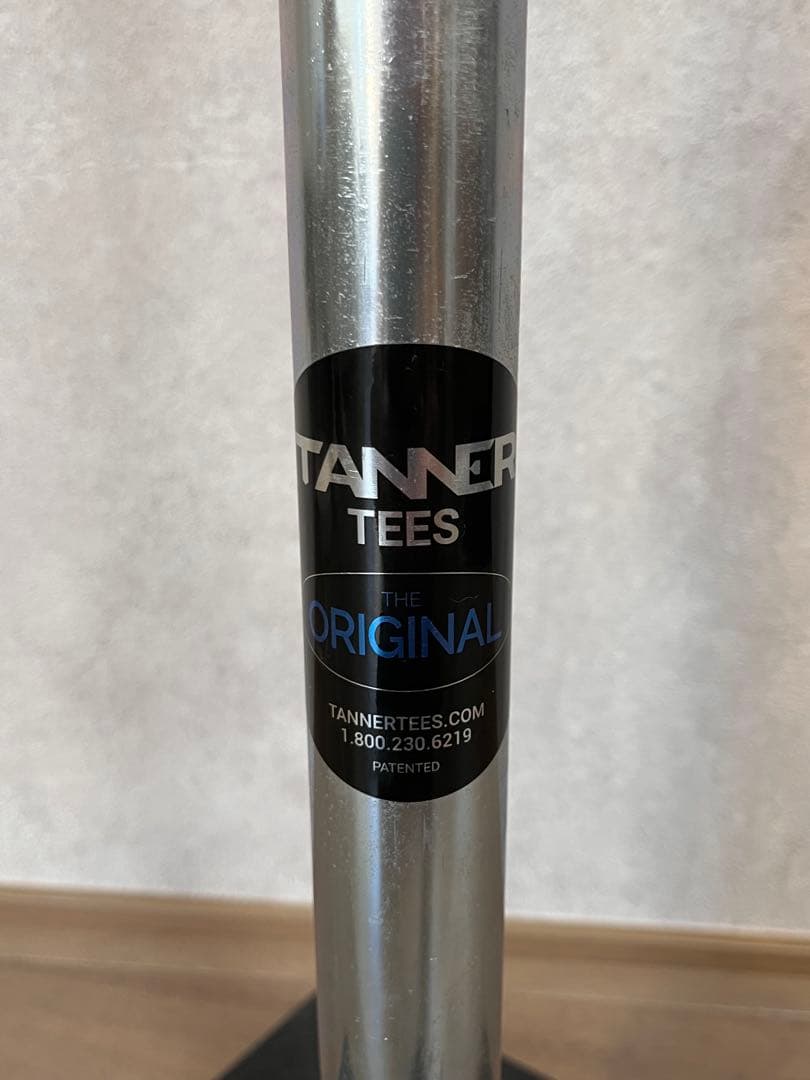 TANNER
TEES
THE
ORIGINAL
TANNERTEES.COM
1.800.230.6219
PATENTED